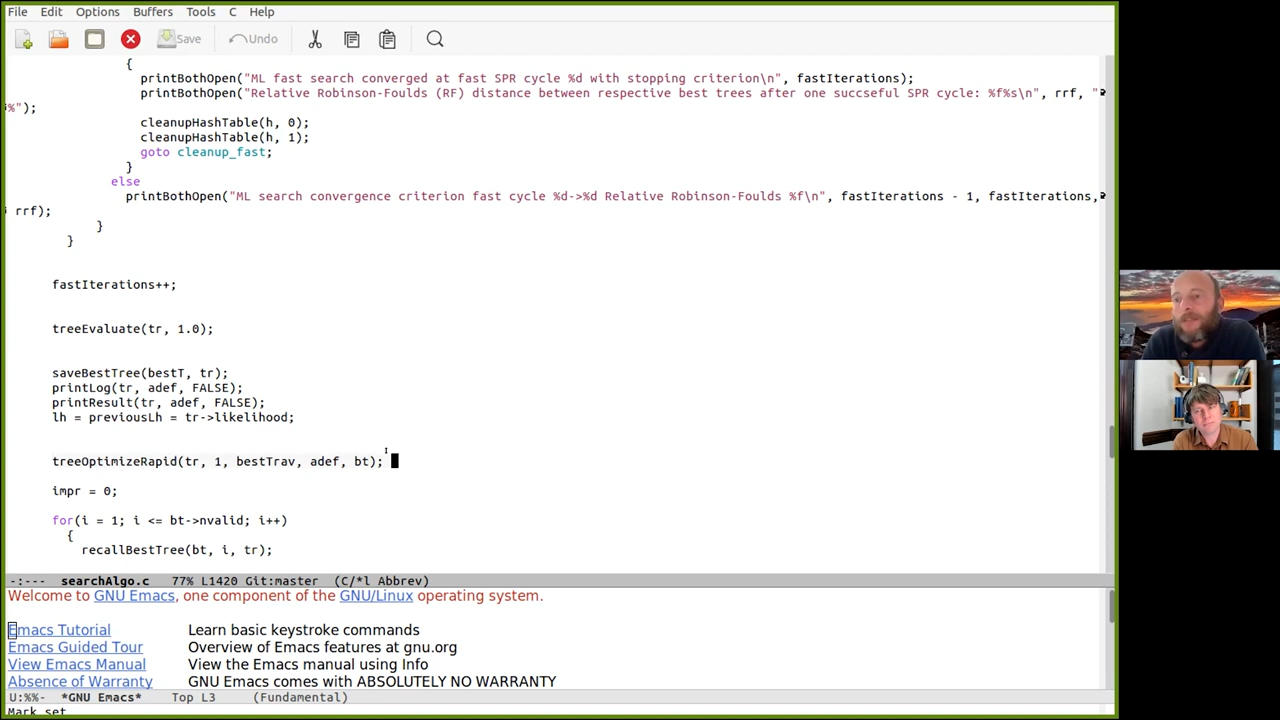 File Edit Options Buffers Tools C Help
Save Undo
{
printBothOpen("ML fast search converged at fast SPR cycle %d with stopping criterion\n", fastIterations);
printBothOpen("Relative Robinson-Foulds (RF) distance between respective best trees after one succseful SPR cycle: %f%s\n", rrf, "
%");
cleanupHashTable(h, 0);
cleanupHashTable(h, 1);
goto cleanup_fast;
}
else
printBothOpen("ML search convergence criterion fast cycle %d->%d Relative Robinson-Foulds %f\n", fastIterations - 1, fastIterations,
rrf);
}
}
fastIterations++;
treeEvaluate(tr, 1.0);
saveBestTree(bestT, tr);
printLog(tr, adef, FALSE);
printResult(tr, adef, FALSE);
lh = previousLh = tr->likelihood;
treeOptimizeRapid(tr, 1, bestTrav, adef, bt);
impr = 0;
for(i = 1; i <= bt->nvalid; i++)
{
recallBestTree(bt, i, tr);
-:--- searchAlgo.c 77% L1420 Git:master (C/*l Abbrev)
Welcome to GNU Emacs, one component of the GNU/Linux operating system.
Emacs Tutorial Learn basic keystroke commands
Emacs Guided Tour Overview of Emacs features at gnu.org
View Emacs Manual View the Emacs manual using Info
Absence of Warranty GNU Emacs comes with ABSOLUTELY NO WARRANTY
U:%%- *GNU Emacs* Top L3 (Fundamental)
Mark set